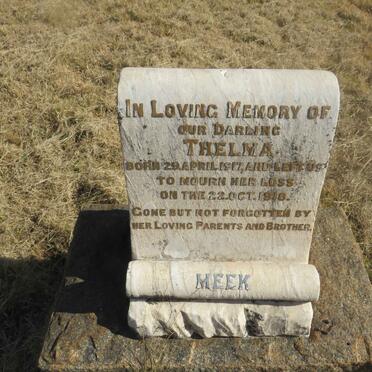 IN LOVING MEMORY OF
OUR DARLING
THELMA
BORN 29. APRIL. 1917, AND LEFT US
TO MOURN HER LOSS
ON THE 22. OCT. 1918.
GONE BUT NOT FORGOTTEN BY
HER LOVING PARENTS AND BROTHER.
MEEK